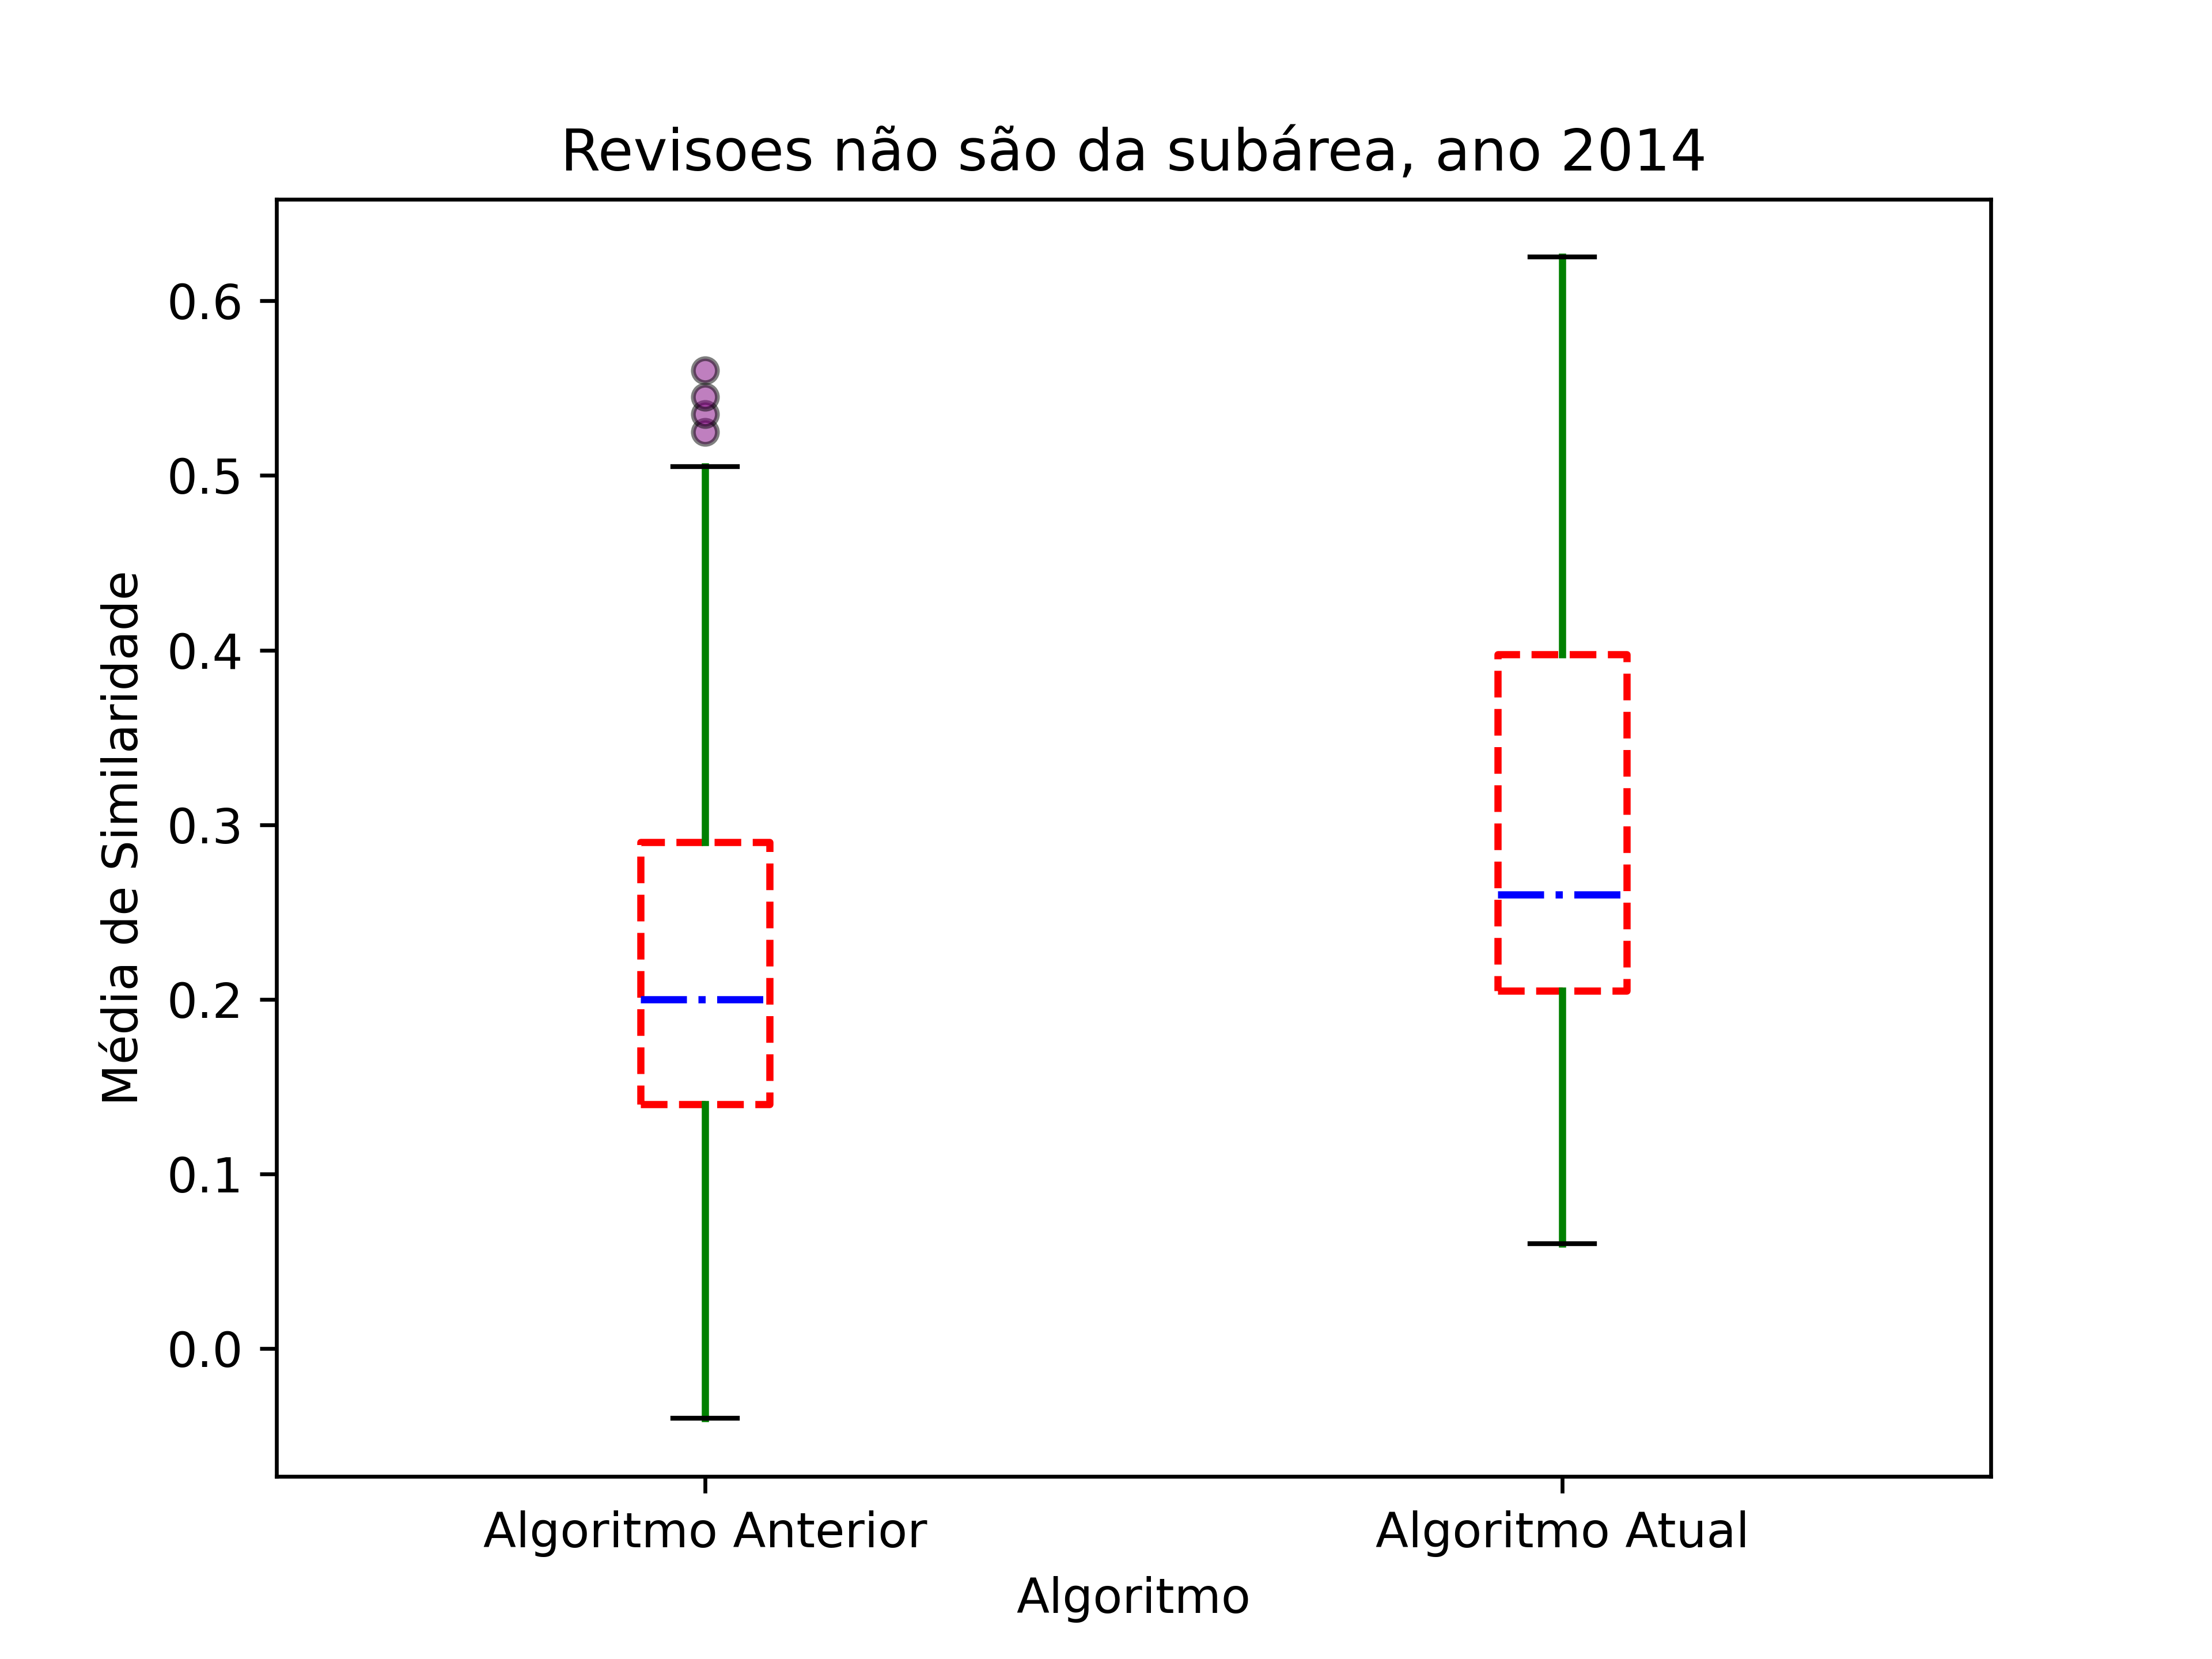 Revisoes não são da subárea, ano 2014
Média de Similaridade
0.6
0.5
0.4
0.3
0.2
0.1
0.0
Algoritmo Anterior
Algoritmo Atual
Algoritmo